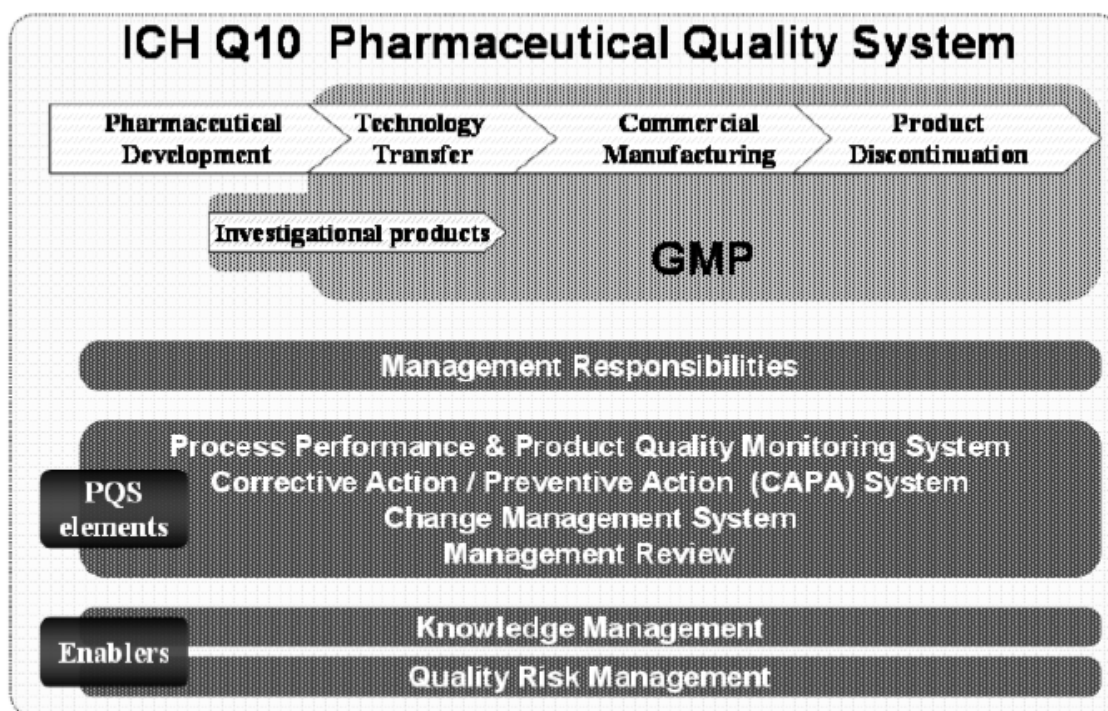 ICH Q10 Pharmaceutical Quality System
Pharmaceutical
Development
Technology
Transfer
Commercial
Manufacturing
Product
Discontinuation
Investigational products
GMP
Management Responsibilities
PQS
elements
Process Performance & Product Quality Monitoring System
Corrective Action / Preventive Action (CAPA) System
Change Management System
Management Review
Enablers
Knowledge Management
Quality Risk Management